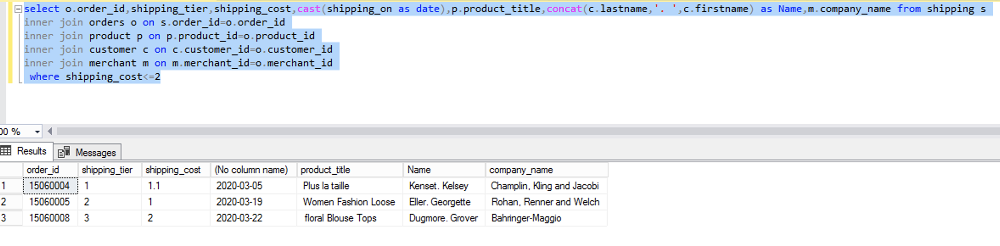 select o.order_id,shipping_tier,shipping_cost,cast(shipping_on as date),p.product_title,concat(c.lastname,'. ',c.firstname) as Name,m.company_name from shipping s
inner join orders o on s.order_id=o.order_id
inner join product p on p.product_id=o.product_id
inner join customer c on c.customer_id=o.customer_id
inner join merchant m on m.merchant_id=o.merchant_id
where shipping_cost<=2
00 %
Results Messages
order_id shipping_tier shipping_cost (No column name) product_title Name company_name
1 15060004 1 1.1 2020-03-05 Plus la taille Kenset. Kelsey Champlin, Kling and Jacobi
2 15060005 2 1 2020-03-19 Women Fashion Loose Eller. Georgette Rohan, Renner and Welch
3 15060008 3 2 2020-03-22 floral Blouse Tops Dugmore. Grover Bahringer-Maggio